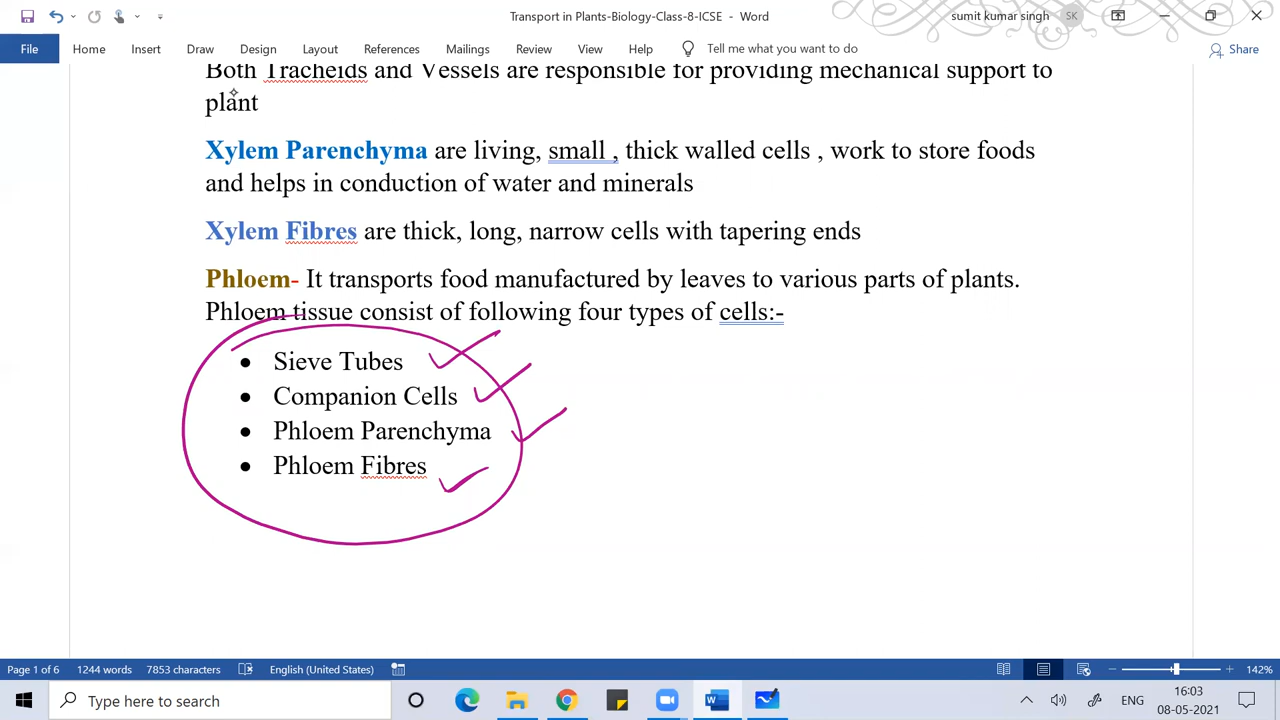 Transport in Plants-Biology-Class-8-ICSE - Word
sumit kumar singh
SK
File
Home
Insert
Draw
Design
Layout
References
Mailings
Review
View
Help
Tell me what you want to do
Share
Both Tracheids and Vessels are responsible for providing mechanical support to
plant
Xylem Parenchyma are living, small , thick walled cells , work to store foods
and helps in conduction of water and minerals
Xylem Fibres are thick, long, narrow cells with tapering ends
Phloem- It transports food manufactured by leaves to various parts of plants.
Phloem tissue consist of following four types of cells:-
• Sieve Tubes
• Companion Cells
• Phloem Parenchyma
• Phloem Fibres
Page 1 of 6
1244 words
7853 characters
English (United States)
142%
Type here to search
ENG
16:03
08-05-2021